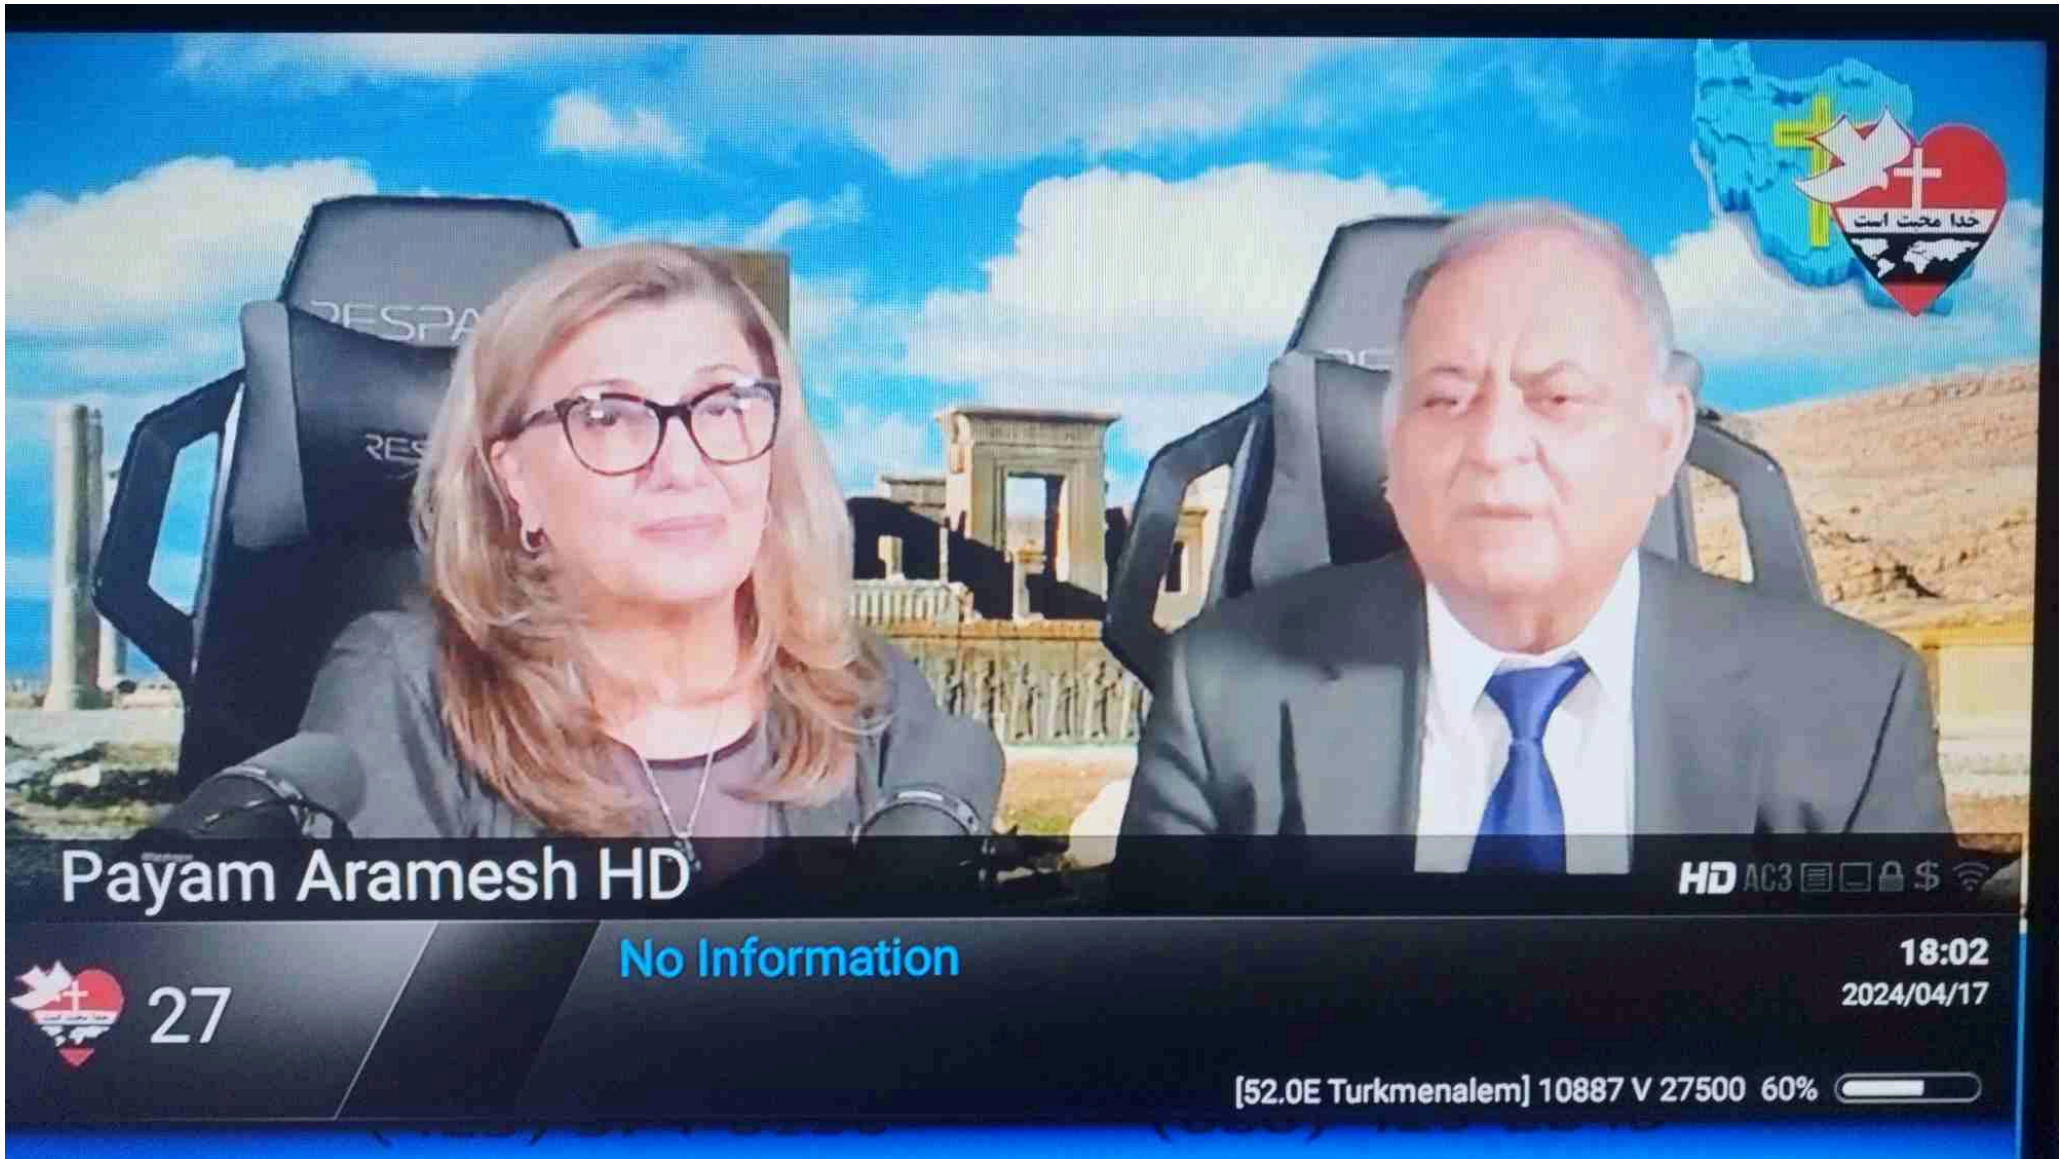 خدا محبت است
Payam Aramesh HD
HD AC3 $
27
No Information
18:02
2024/04/17
[52.0E Turkmenalem] 10887 V 27500 60%